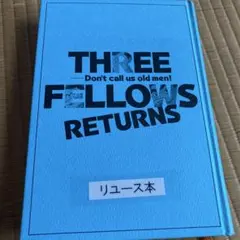 THREE
Don't call us old men!
FELLOWS
RETURNS
リユース本